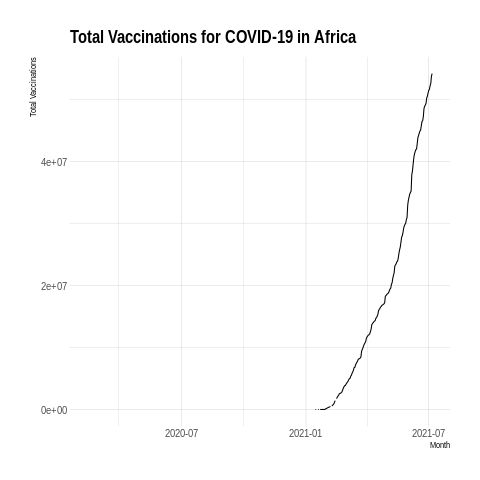 Total Vaccinations for COVID-19 in Africa
Total Vaccinations
4e+07
2e+07
0e+00
2020-07 2021-01 2021-07
Month